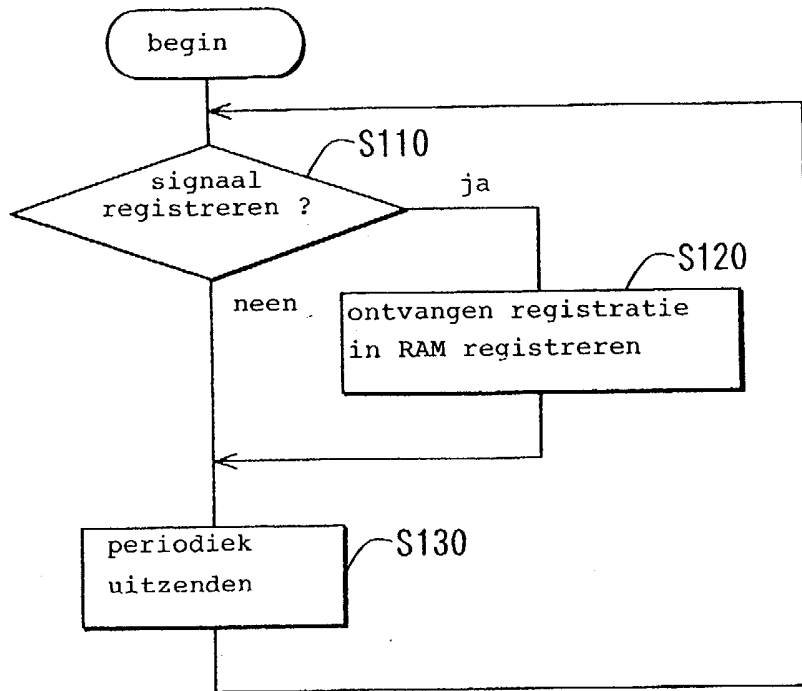 begin
S110
signaal
registreren ?
ja
S120
neen
ontvangen registratie
in RAM registreren
periodiek
uitzenden
S130